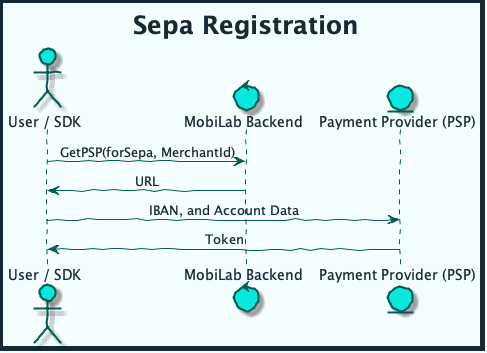 Sepa Registration
User / SDK MobiLab Backend Payment Provider (PSP)
GetPSP(forSepa, MerchantId)
URL
IBAN, and Account Data
Token
User / SDK MobiLab Backend Payment Provider (PSP)